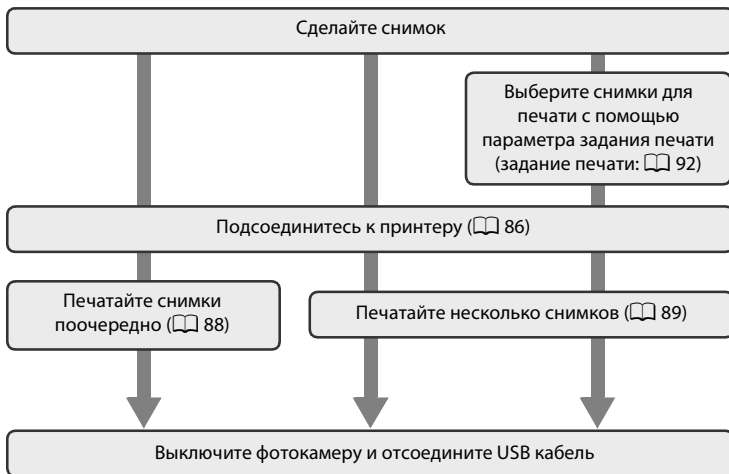 Сделайте снимок
Выберите снимки для
печати с помощью
параметра задания печати
(задание печати: 92)
Подсоединитесь к принтеру ( 86)
Печатайте снимки
поочередно ( 88)
Печатайте несколько снимков ( 89)
Выключите фотокамеру и отсоедините USB кабель